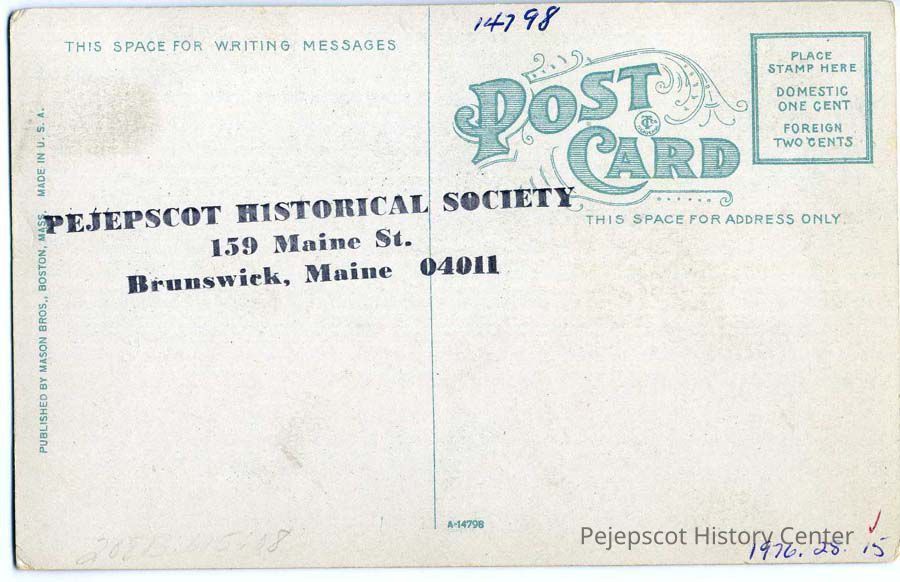 14798
THIS SPACE FOR WRITING MESSAGES
POST CARD
PLACE
STAMP HERE
DOMESTIC
ONE CENT
FOREIGN
TWO CENTS
THIS SPACE FOR ADDRESS ONLY.
PUBLISHED BY MASON BROS., BOSTON, MASS. MADE IN U.S.A.
PEJEPSCOT HISTORICAL SOCIETY
159 Maine St.
Brunswick, Maine 04011
A-14798
Pejepscot History Center
1976.28.15